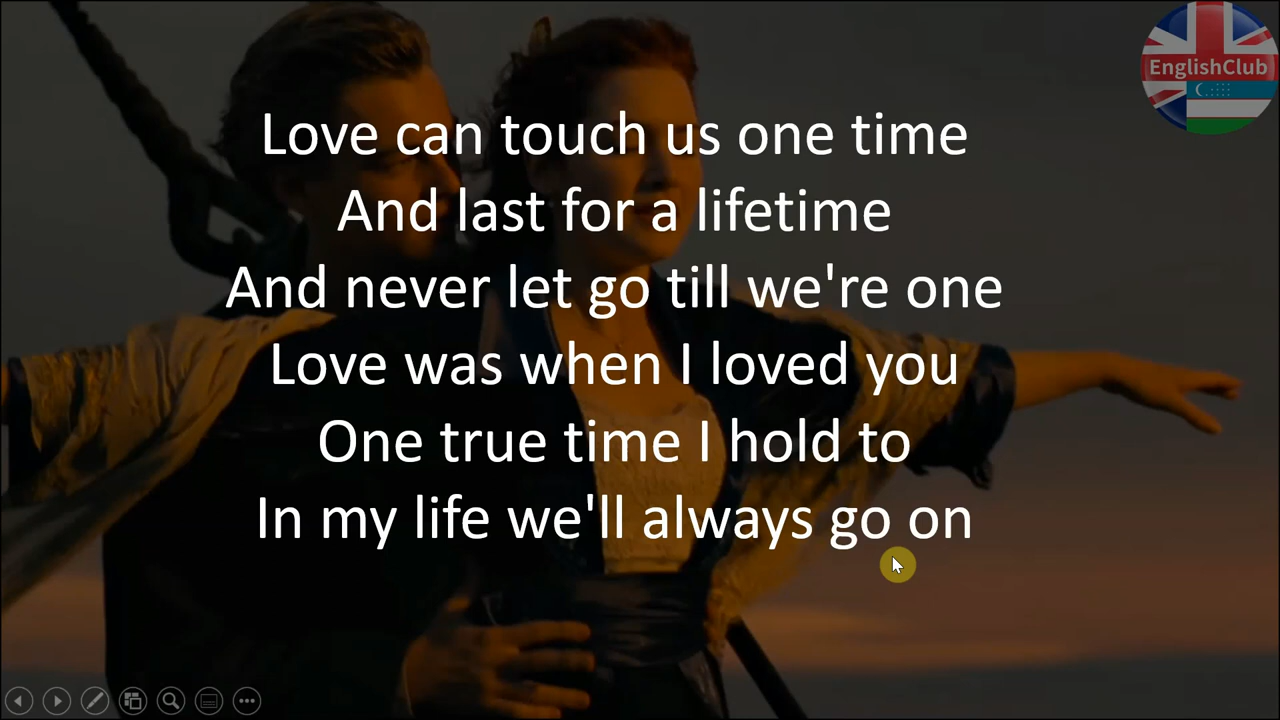 EnglishClub
Love can touch us one time
And last for a lifetime
And never let go till we're one
Love was when I loved you
One true time I hold to
In my life we'll always go on